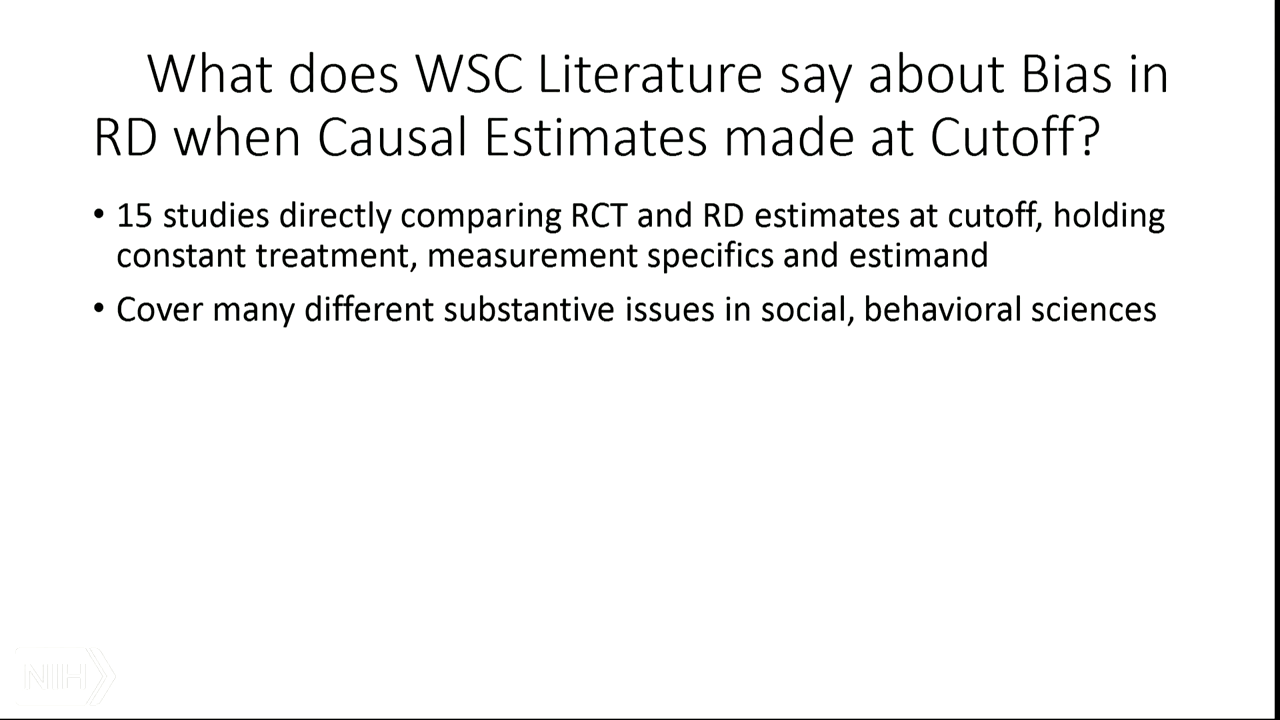 What does WSC Literature say about Bias in
RD when Causal Estimates made at Cutoff?
• 15 studies directly comparing RCT and RD estimates at cutoff, holding
constant treatment, measurement specifics and estimand
• Cover many different substantive issues in social, behavioral sciences
NIH